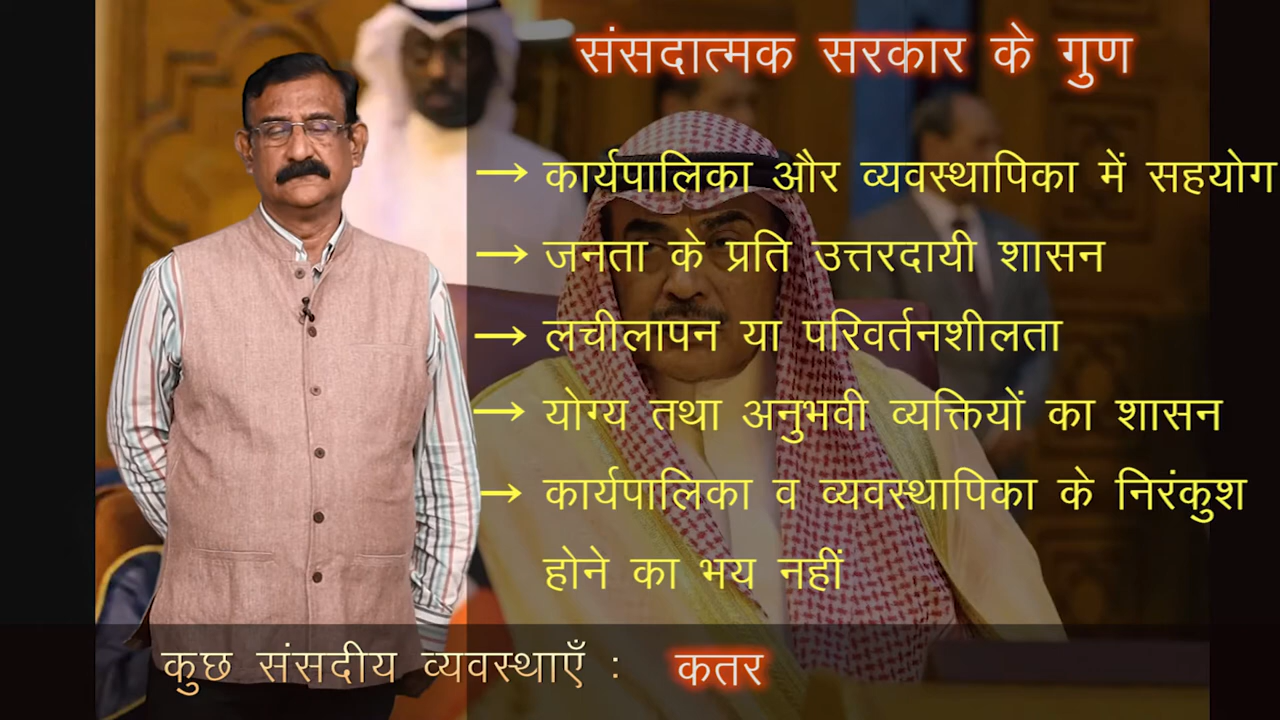 संसदात्मक सरकार के गुण
→ कार्यपालिका और व्यवस्थापिका में सहयोग
→ जनता के प्रति उत्तरदायी शासन
→ लचीलापन या परिवर्तनशीलता
→ योग्य तथा अनुभवी व्यक्तियों का शासन
→ कार्यपालिका व व्यवस्थापिका के निरंकुश
होने का भय नहीं
कुछ संसदीय व्यवस्थाएँ : कतर